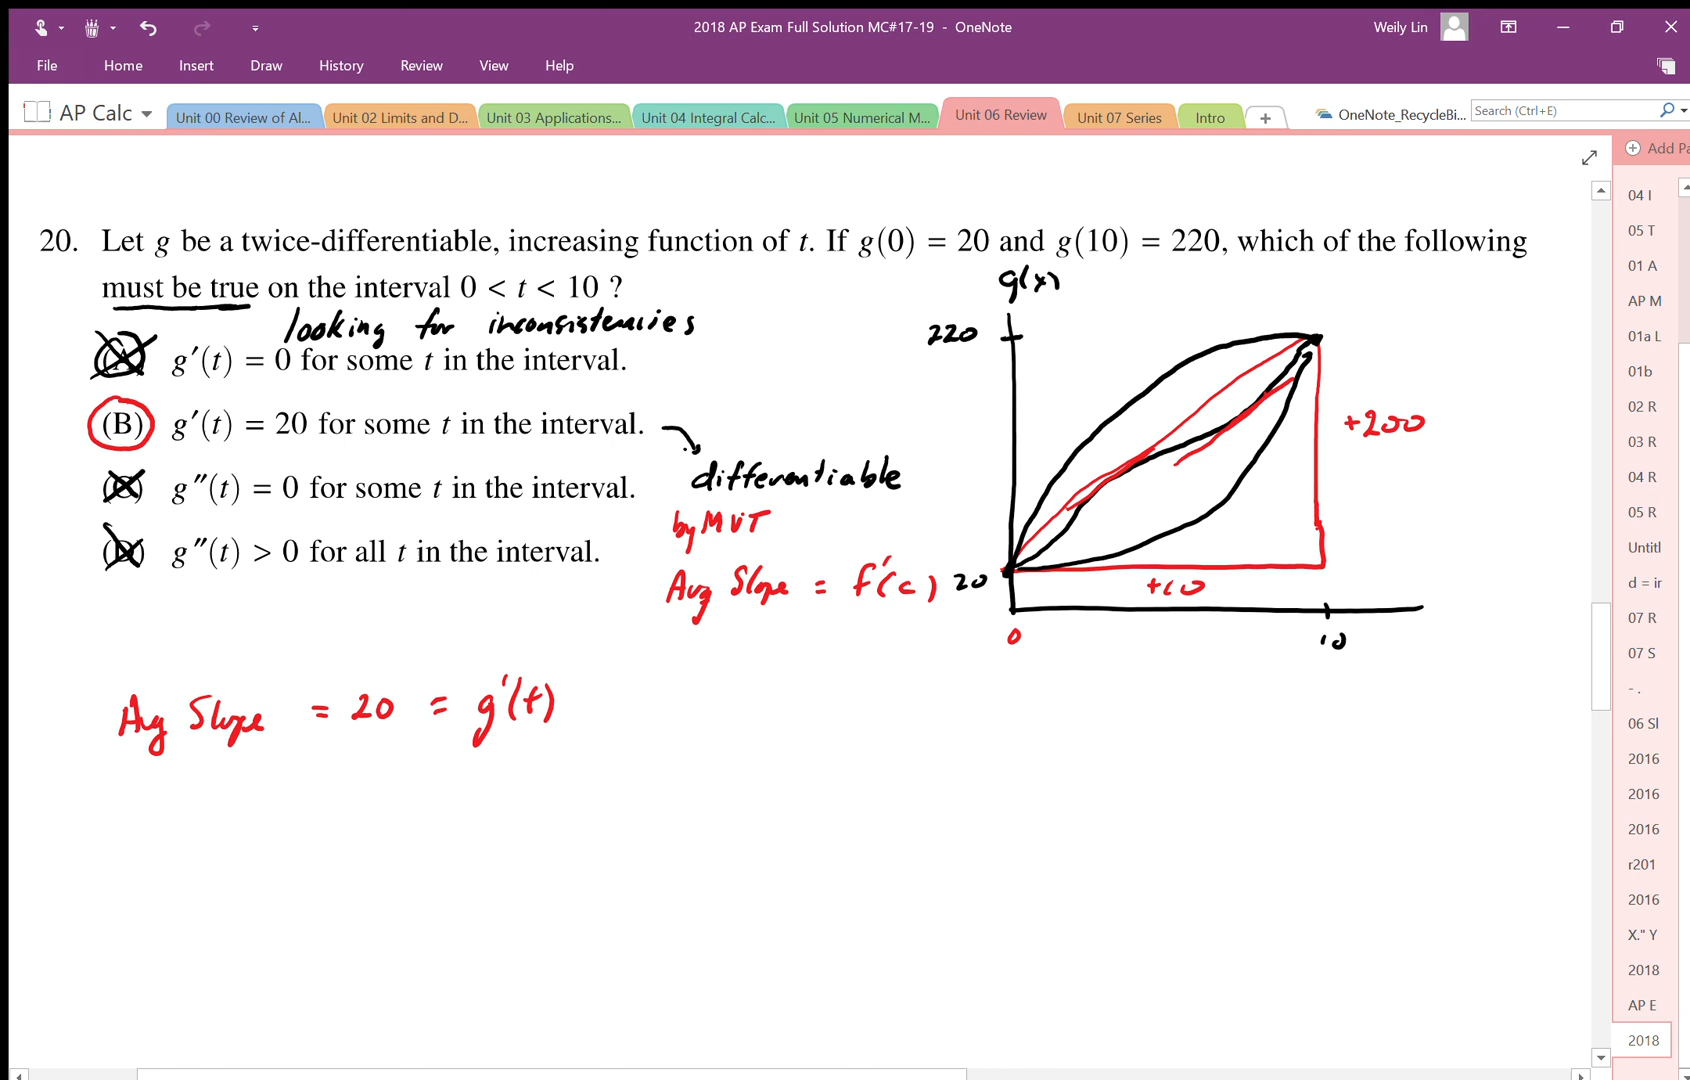 2018 AP Exam Full Solution MC#17-19 - OneNote
Weily Lin
File Home Insert Draw History Review View Help
AP Calc
Unit 00 Review of Al... Unit 02 Limits and D... Unit 03 Applications... Unit 04 Integral Calc... Unit 05 Numerical M... Unit 06 Review Unit 07 Series Intro +
OneNote_RecycleBi...
Search (Ctrl+E)
20. Let g be a twice-differentiable, increasing function of t. If g(0) = 20 and g(10) = 220, which of the following
must be true on the interval 0 < t < 10 ?
looking for inconsistencies
(A) g′(t) = 0 for some t in the interval.
(B) g′(t) = 20 for some t in the interval.
(C) g″(t) = 0 for some t in the interval.
(D) g″(t) > 0 for all t in the interval.
differentiable
by MVT
Avg Slope = f'(c)
Avg Slope = 20 = g'(t)
g(x)
220
+200
20
+10
0
10
Add Pa
04 I
05 T
01 A
AP M
01a L
01b
02 R
03 R
04 R
05 R
Untitl
d = ir
07 R
07 S
- .
06 Sl
2016
2016
2016
r201
2016
X." Y
2018
AP E
2018